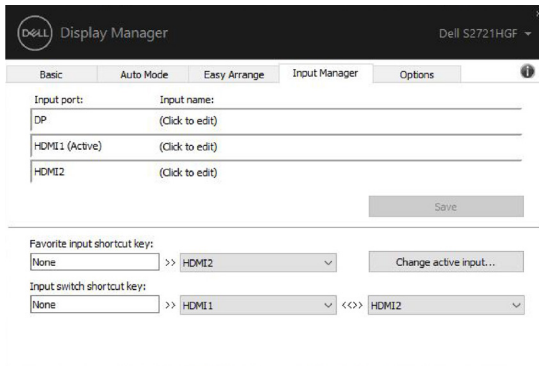 DELL Display Manager Dell S2721HGF
Basic Auto Mode Easy Arrange Input Manager Options
Input port: Input name:
DP (Click to edit)
HDMI1 (Active) (Click to edit)
HDMI2 (Click to edit)
Save
Favorite input shortcut key:
None >> HDMI2 Change active input...
Input switch shortcut key:
None >> HDMI1 <<>> HDMI2